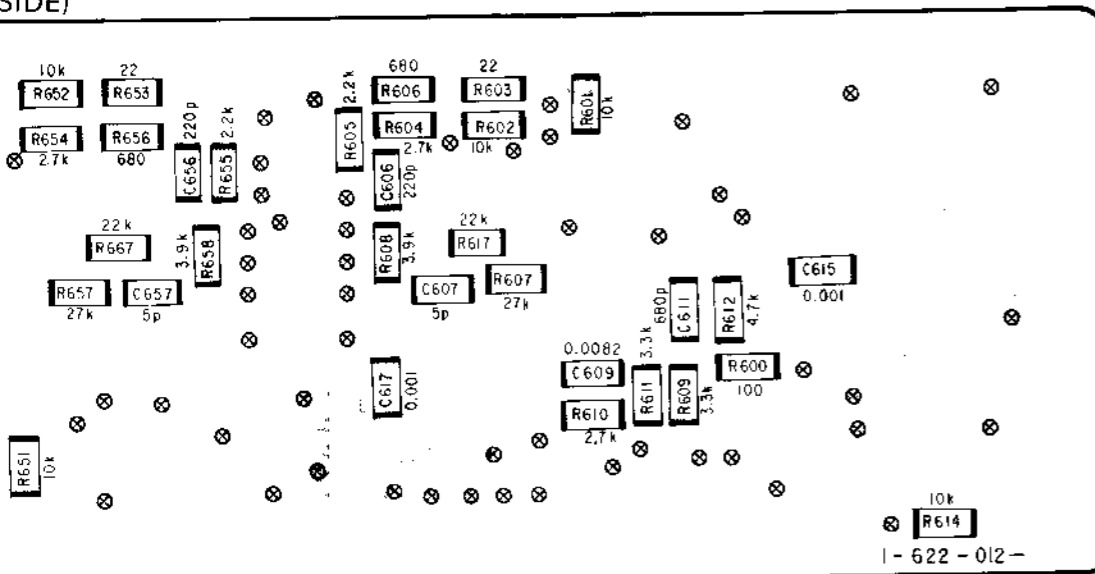 SIDE)
10k
R652
22
R653
R654
2.7k
R656
680
220p
C656
2.2k
R655
2.2k
R605
680
R606
22
R603
R604
2.7k
R602
10k
R601
10k
C606
220p
22k
R667
3.9k
R658
R657
27k
C657
5p
R608
3.9k
22k
R617
C607
5p
R607
27k
C615
0.001
680p
C611
R612
4.7k
C617
0.001
0.0082
C609
3.3k
R611
R609
3.3k
R600
100
R610
2.7k
R651
10k
10k
R614
1-622-012-